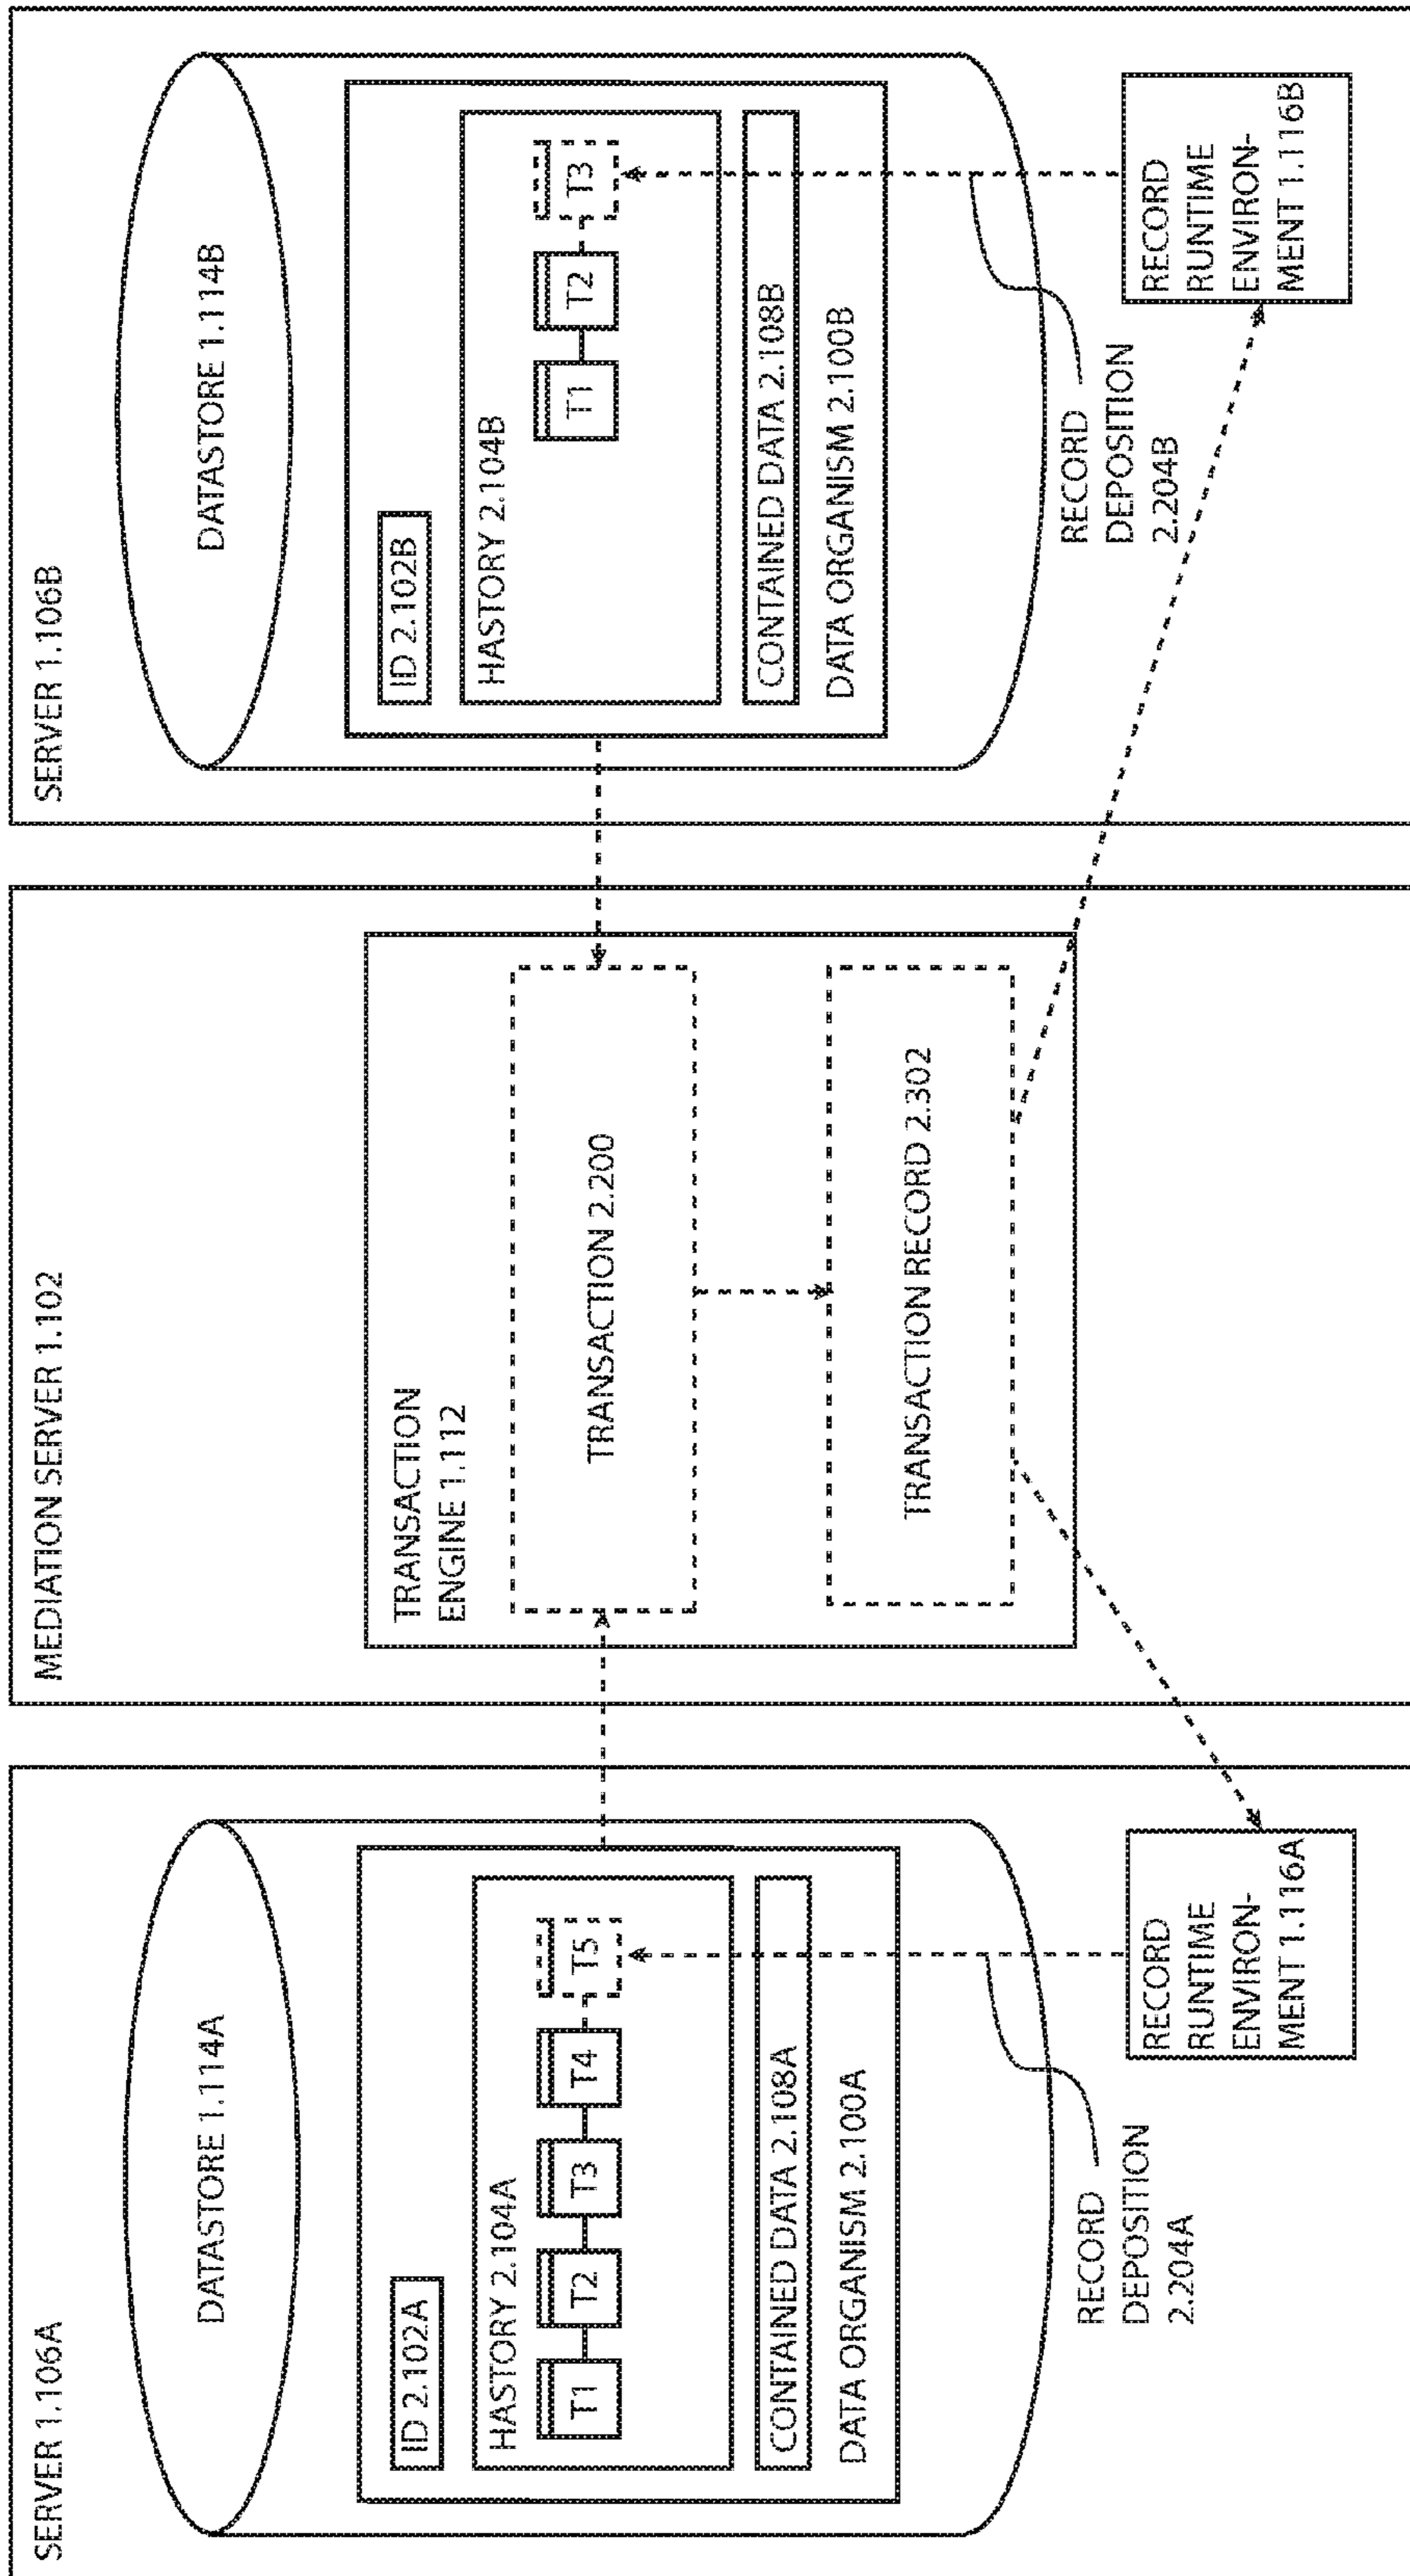 SERVER 1.106A
DATASTORE 1.114A
ID 2.102A
HASTORY 2.104A
T1
T2
T3
T4
T5
CONTAINED DATA 2.108A
DATA ORGANISM 2.100A
RECORD
DEPOSITION
2.204A
RECORD
RUNTIME
ENVIRON-
MENT 1.116A
MEDIATION SERVER 1.102
TRANSACTION
ENGINE 1.112
TRANSACTION 2.200
TRANSACTION RECORD 2.302
SERVER 1.106B
DATASTORE 1.114B
ID 2.102B
HASTORY 2.104B
T1
T2
T3
CONTAINED DATA 2.108B
DATA ORGANISM 2.100B
RECORD
DEPOSITION
2.204B
RECORD
RUNTIME
ENVIRON-
MENT 1.116B